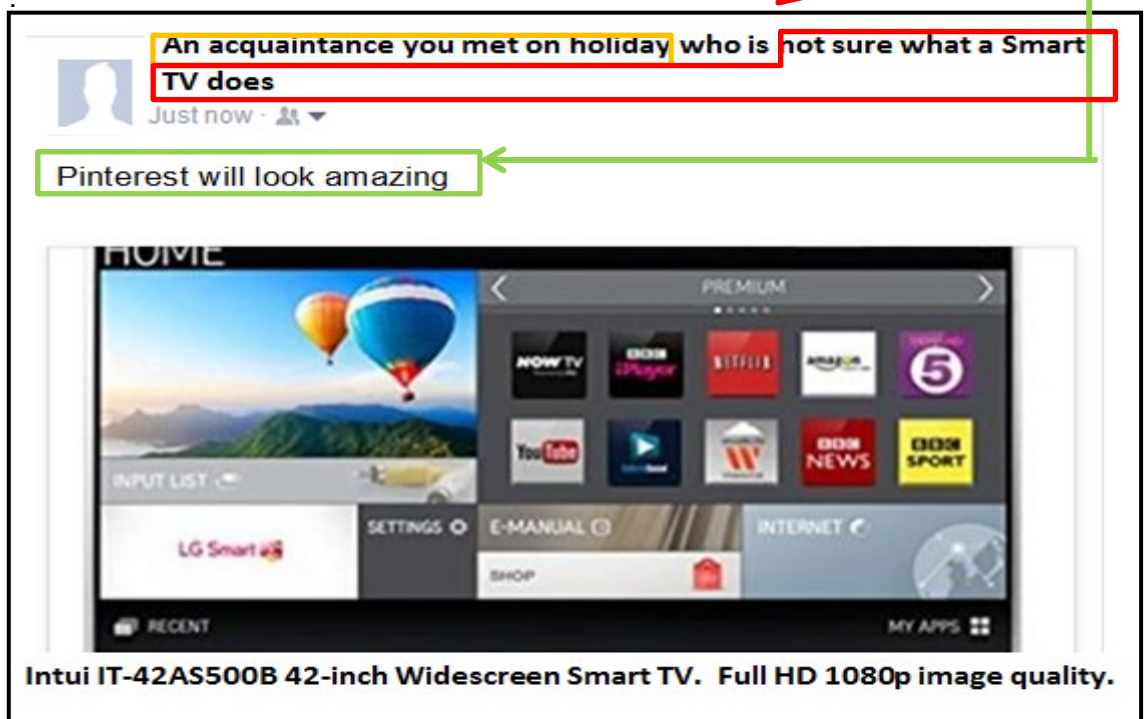 .
An acquaintance you met on holiday who is not sure what a Smart
TV does
Just now ·
Pinterest will look amazing
HOME
PREMIUM
NOW TV
BBC
iPlayer
NETFLIX
amazon
5
YouTube
BBC
NEWS
BBC
SPORT
INPUT LIST
SETTINGS
E-MANUAL
INTERNET
LG Smart
SHOP
RECENT
MY APPS
Intui IT-42AS500B 42-inch Widescreen Smart TV. Full HD 1080p image quality.